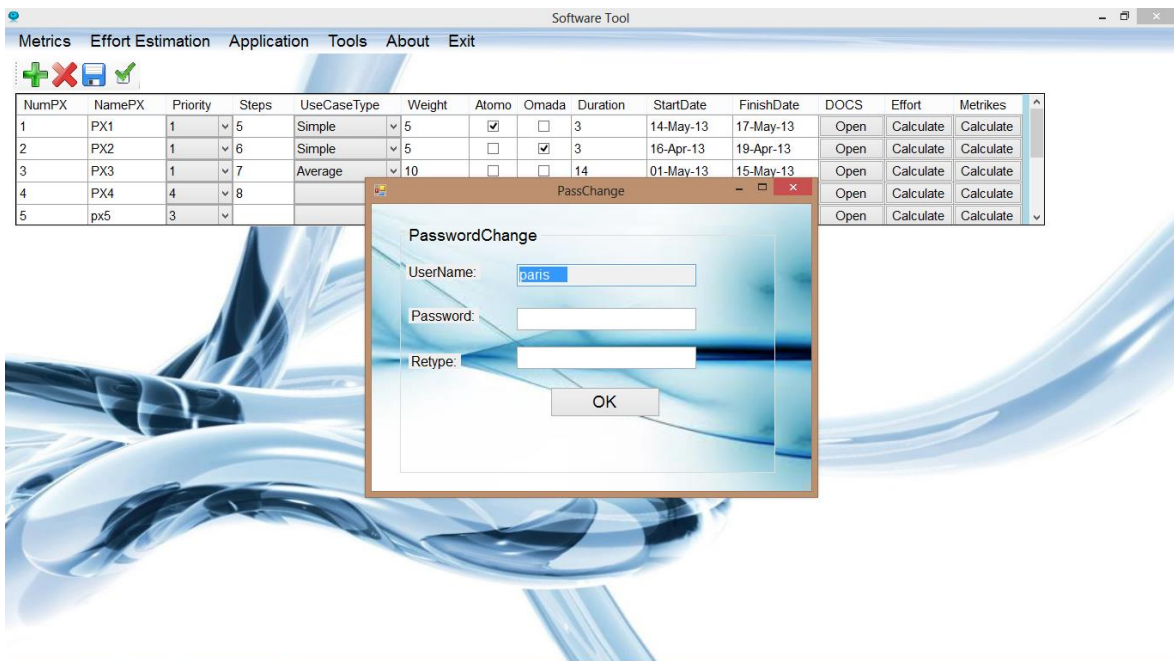 Software Tool
Metrics Effort Estimation Application Tools About Exit
NumPX NamePX Priority Steps UseCaseType Weight Atomo Omada Duration StartDate FinishDate DOCS Effort Metrikes
1 PX1 1 5 Simple 5 3 14-May-13 17-May-13 Open Calculate Calculate
2 PX2 1 6 Simple 5 3 16-Apr-13 19-Apr-13 Open Calculate Calculate
3 PX3 1 7 Average 10 14 01-May-13 15-May-13 Open Calculate Calculate
4 PX4 4 8 Open Calculate Calculate
5 px5 3 Open Calculate Calculate
PassChange
PasswordChange
UserName: paris
Password:
Retype:
OK